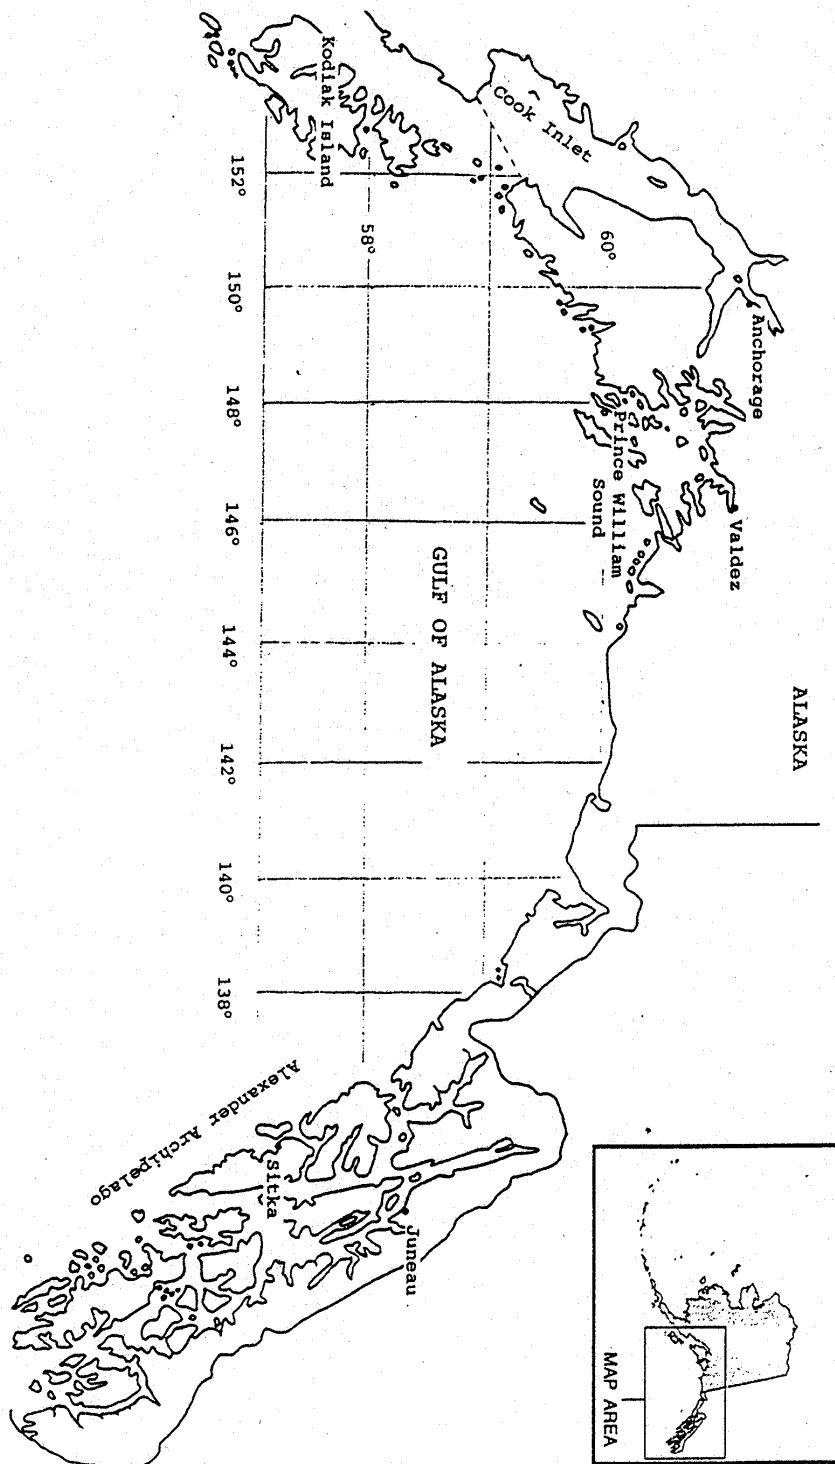 ALASKA
Anchorage
Valdez
Cook Inlet
60°
Prince William
Sound
GULF OF ALASKA
58°
Kodiak Island
152°
150°
148°
146°
144°
142°
140°
138°
Juneau
Sitka
Alexander Archipelago
MAP AREA